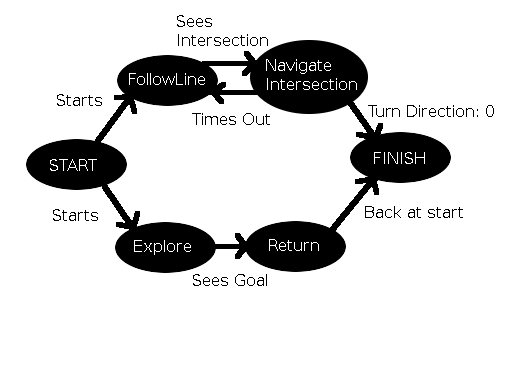 Sees
Intersection
FollowLine
Navigate
Intersection
Starts
Times Out
Turn Direction: 0
START
FINISH
Starts
Back at start
Explore
Return
Sees Goal